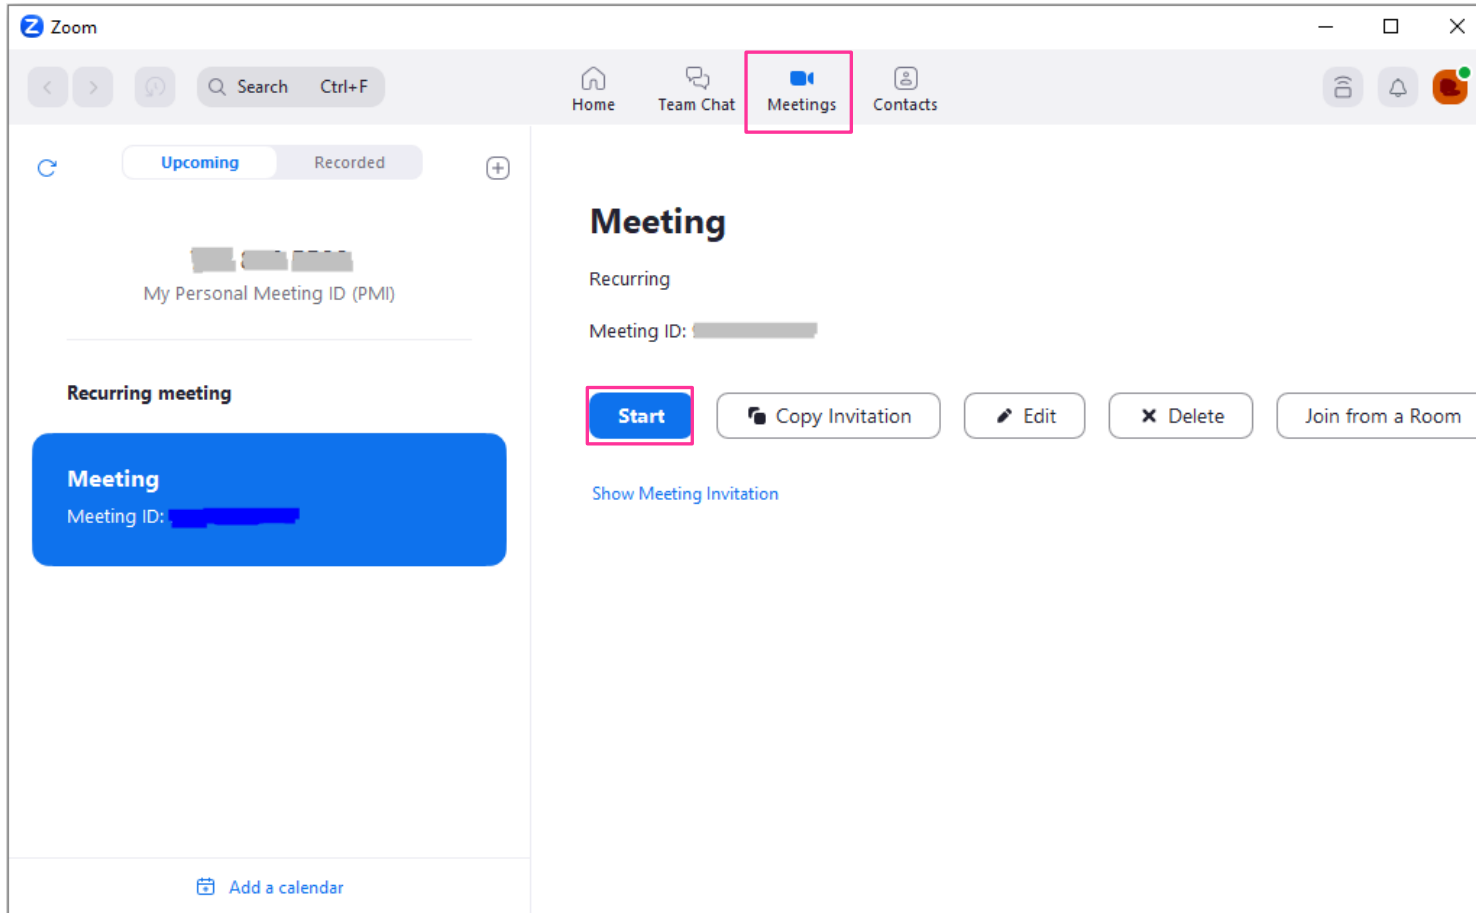 Zoom
Search Ctrl+F
Home
Team Chat
Meetings
Contacts
Upcoming
Recorded
My Personal Meeting ID (PMI)
Recurring meeting
Meeting
Meeting ID:
Meeting
Recurring
Meeting ID:
Start
Copy Invitation
Edit
Delete
Join from a Room
Show Meeting Invitation
Add a calendar